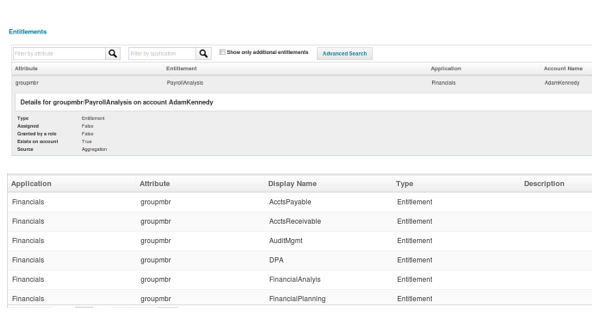 Entitlements
Filter by attribute Filter by application Show only additional entitlements Advanced Search
Attribute Entitlement Application Account Name
groupmbr PayrollAnalysis Financials AdamKennedy
Details for groupmbr/PayrollAnalysis on account AdamKennedy
Type Entitlement
Assigned False
Granted by a role False
Exists on account True
Source Aggregation
Application Attribute Display Name Type Description
Financials groupmbr AcctsPayable Entitlement
Financials groupmbr AcctsReceivable Entitlement
Financials groupmbr AuditMgmt Entitlement
Financials groupmbr DPA Entitlement
Financials groupmbr FinancialAnalyis Entitlement
Financials groupmbr FinancialPlanning Entitlement